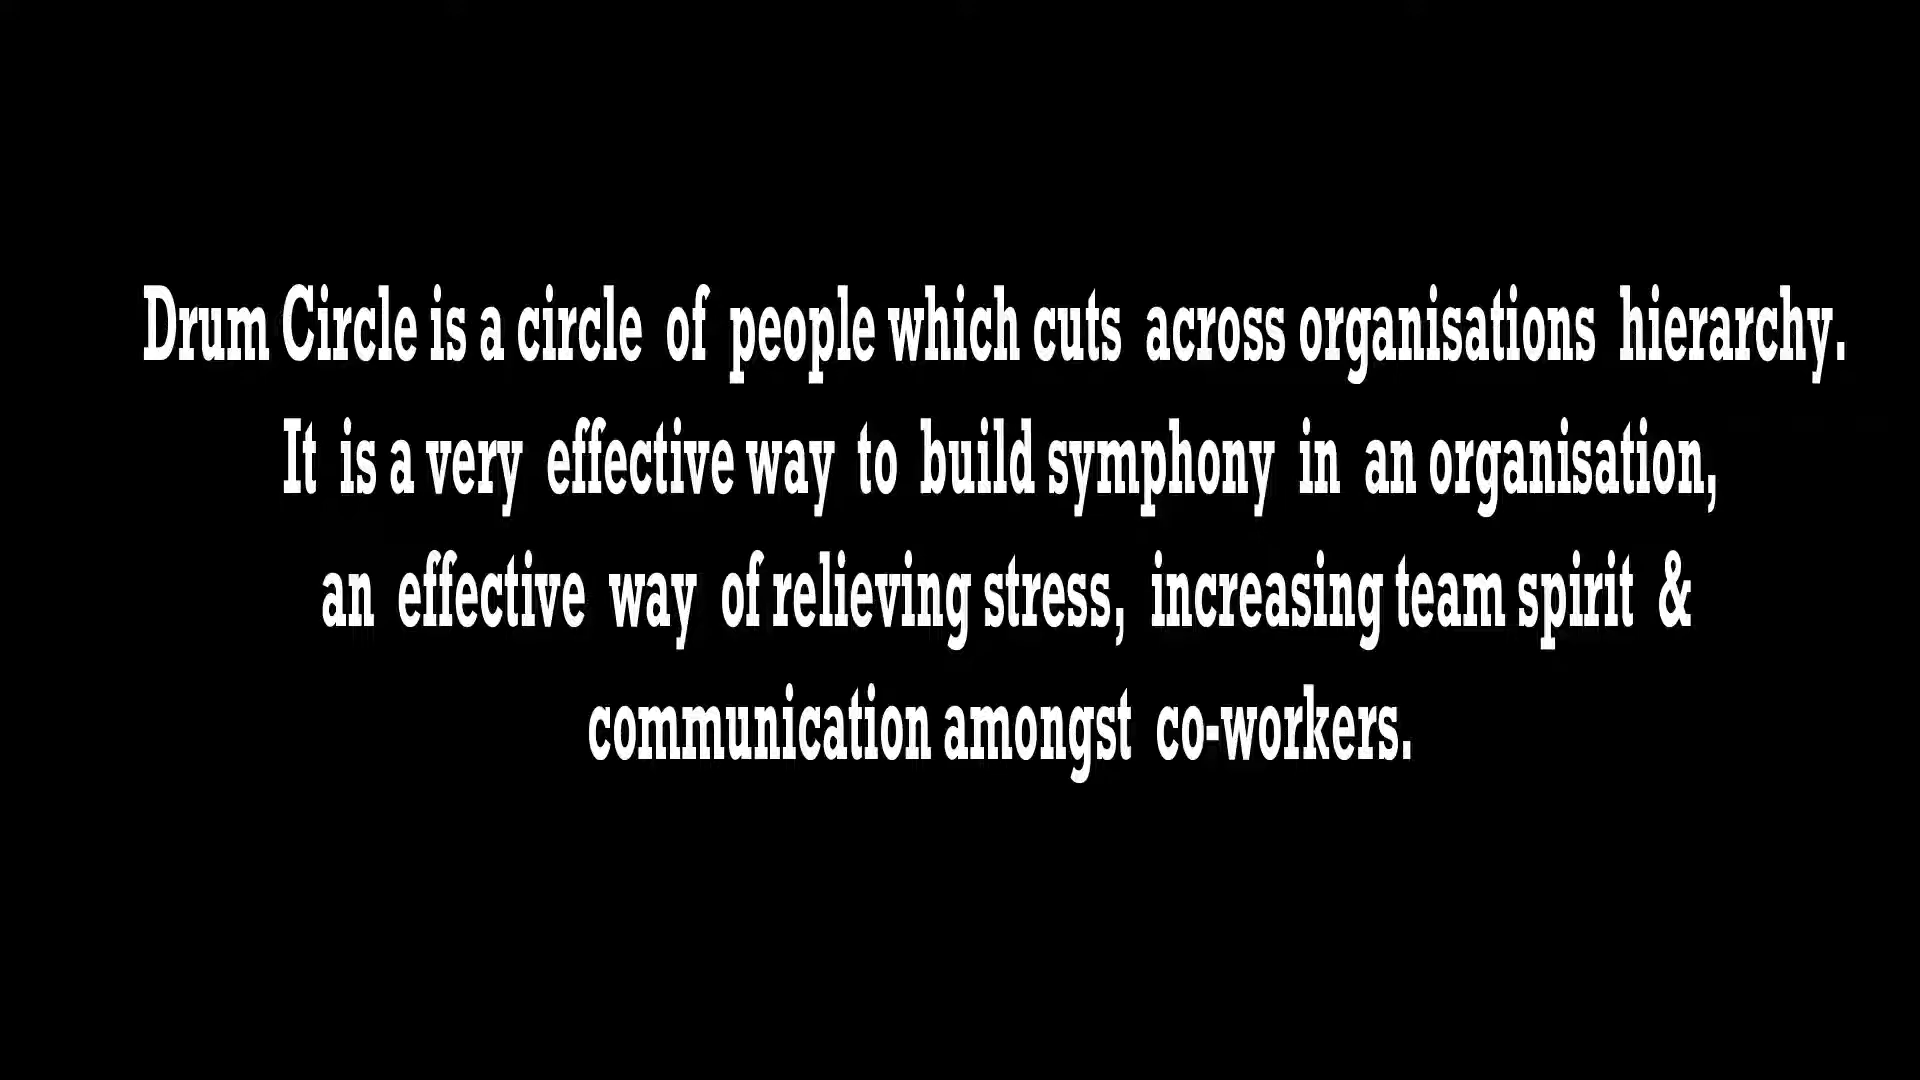 Drum Circle is a circle of people which cuts across organisations hierarchy.
It is a very effective way to build symphony in an organisation,
an effective way of relieving stress, increasing team spirit &
communication amongst co-workers.